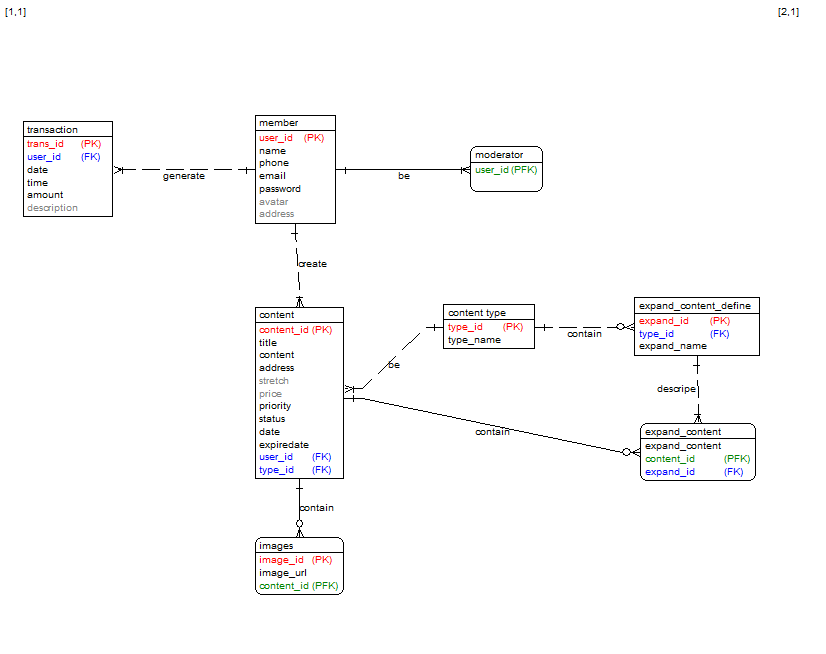 [1,1]
[2,1]
transaction
trans_id (PK)
user_id (FK)
date
time
amount
description
generate
member
user_id (PK)
name
phone
email
password
avatar
address
be
moderator
user_id (PFK)
create
content
content_id (PK)
title
content
address
stretch
price
priority
status
date
expiredate
user_id (FK)
type_id (FK)
be
content type
type_id (PK)
type_name
contain
expand_content_define
expand_id (PK)
type_id (FK)
expand_name
descripe
contain
expand_content
expand_content
content_id (PFK)
expand_id (FK)
contain
images
image_id (PK)
image_url
content_id (PFK)